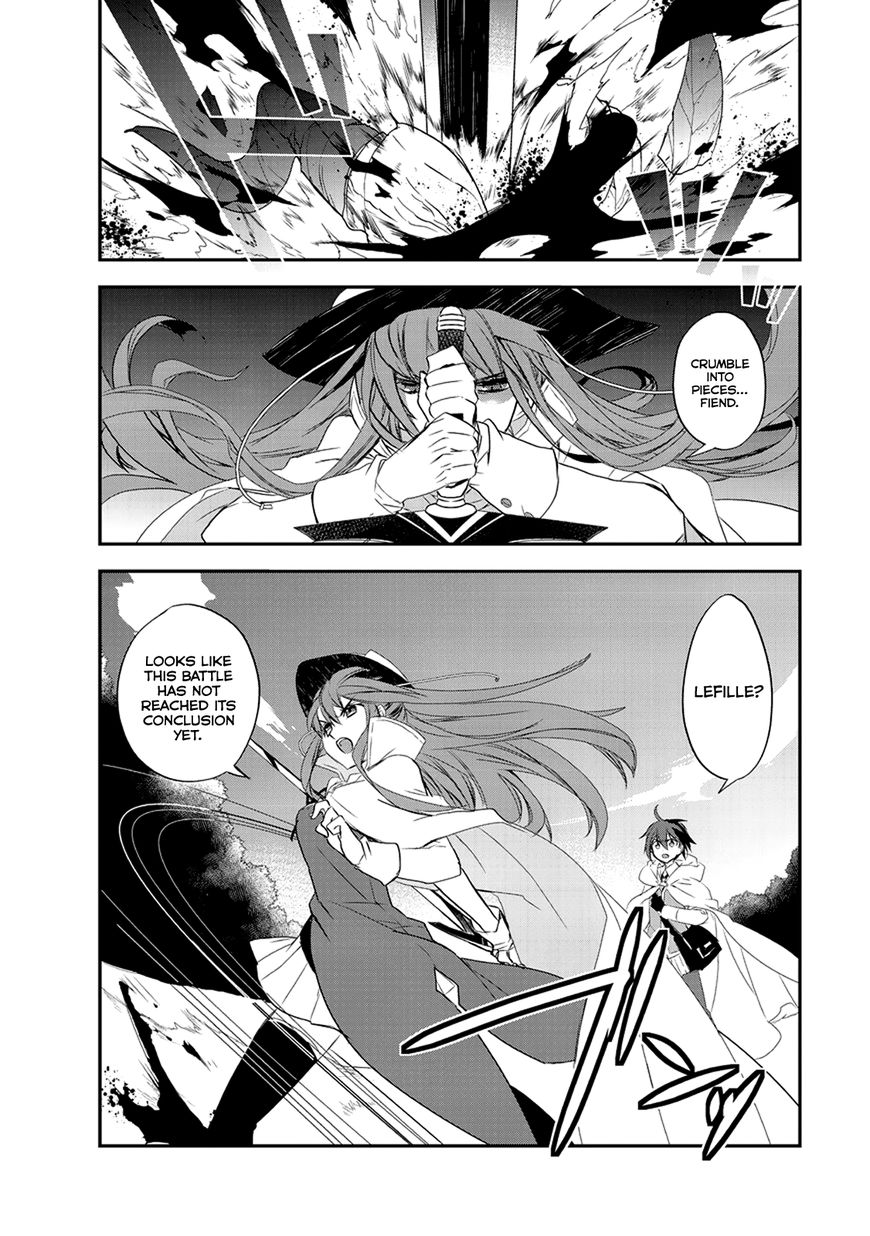 CRUMBLE
INTO
PIECES...
FIEND.
LEFILLE?
LOOKS LIKE
THIS BATTLE
HAS NOT
REACHED ITS
CONCLUSION
YET.